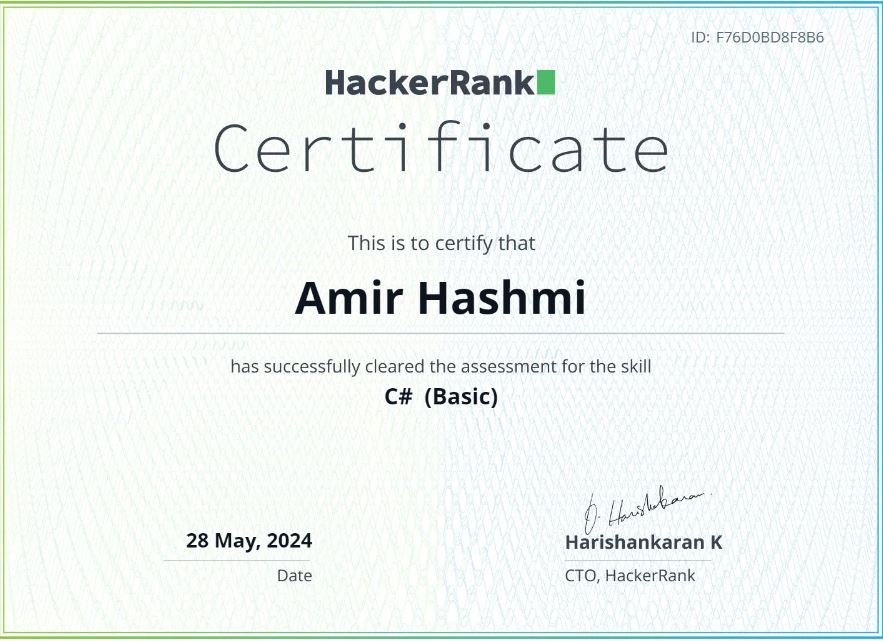 ID: F76D0BD8F8B6
HackerRank
Certificate
This is to certify that
Amir Hashmi
has successfully cleared the assessment for the skill
C# (Basic)
28 May, 2024
Date
Harishankaran K
CTO, HackerRank